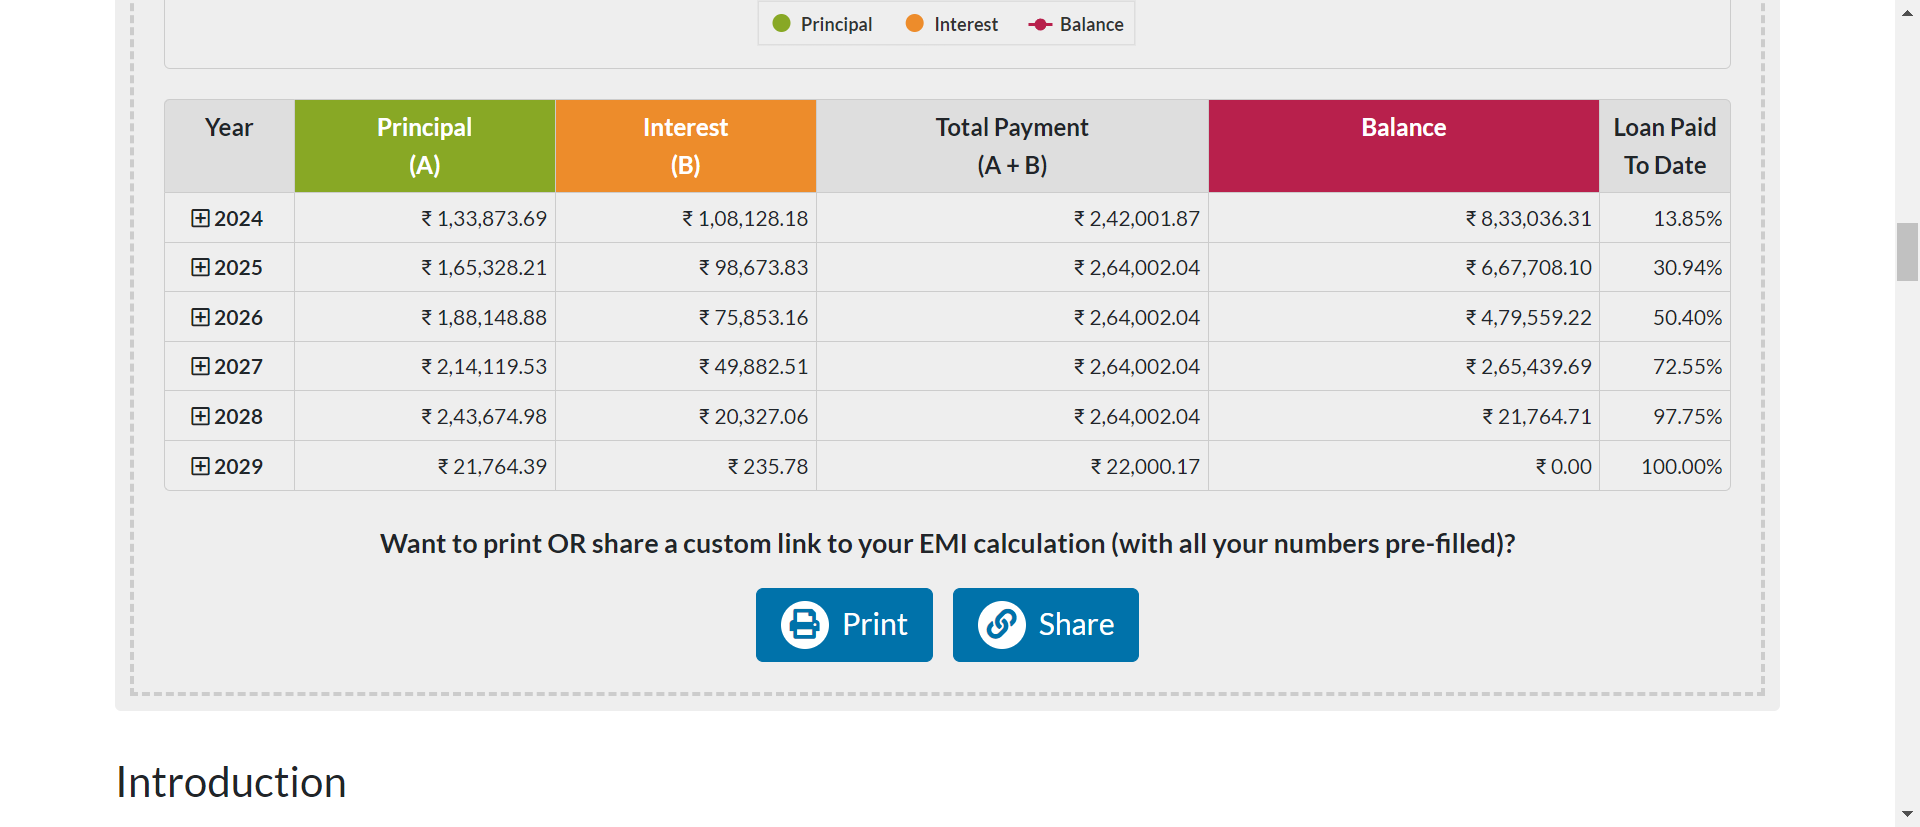 Principal Interest Balance
Year Principal (A) Interest (B) Total Payment (A + B) Balance Loan Paid To Date
2024 ₹ 1,33,873.69 ₹ 1,08,128.18 ₹ 2,42,001.87 ₹ 8,33,036.31 13.85%
2025 ₹ 1,65,328.21 ₹ 98,673.83 ₹ 2,64,002.04 ₹ 6,67,708.10 30.94%
2026 ₹ 1,88,148.88 ₹ 75,853.16 ₹ 2,64,002.04 ₹ 4,79,559.22 50.40%
2027 ₹ 2,14,119.53 ₹ 49,882.51 ₹ 2,64,002.04 ₹ 2,65,439.69 72.55%
2028 ₹ 2,43,674.98 ₹ 20,327.06 ₹ 2,64,002.04 ₹ 21,764.71 97.75%
2029 ₹ 21,764.39 ₹ 235.78 ₹ 22,000.17 ₹ 0.00 100.00%
Want to print OR share a custom link to your EMI calculation (with all your numbers pre-filled)?
Print Share
Introduction